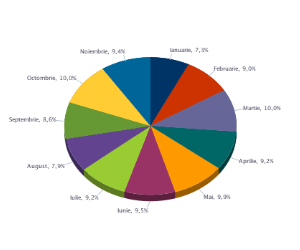 Ianuarie, 7,3%
Februarie, 9,0%
Martie, 10,0%
Aprilie, 9,2%
Mai, 9,9%
Iunie, 9,5%
Iulie, 9,2%
August, 7,9%
Septembrie, 8,6%
Octombrie, 10,0%
Noiembrie, 9,4%